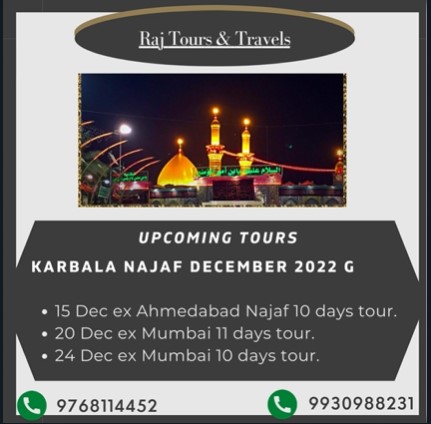 Raj Tours & Travels
UPCOMING TOURS
KARBALA NAJAF DECEMBER 2022 G
• 15 Dec ex Ahmedabad Najaf 10 days tour.
• 20 Dec ex Mumbai 11 days tour.
• 24 Dec ex Mumbai 10 days tour.
9768114452
9930988231